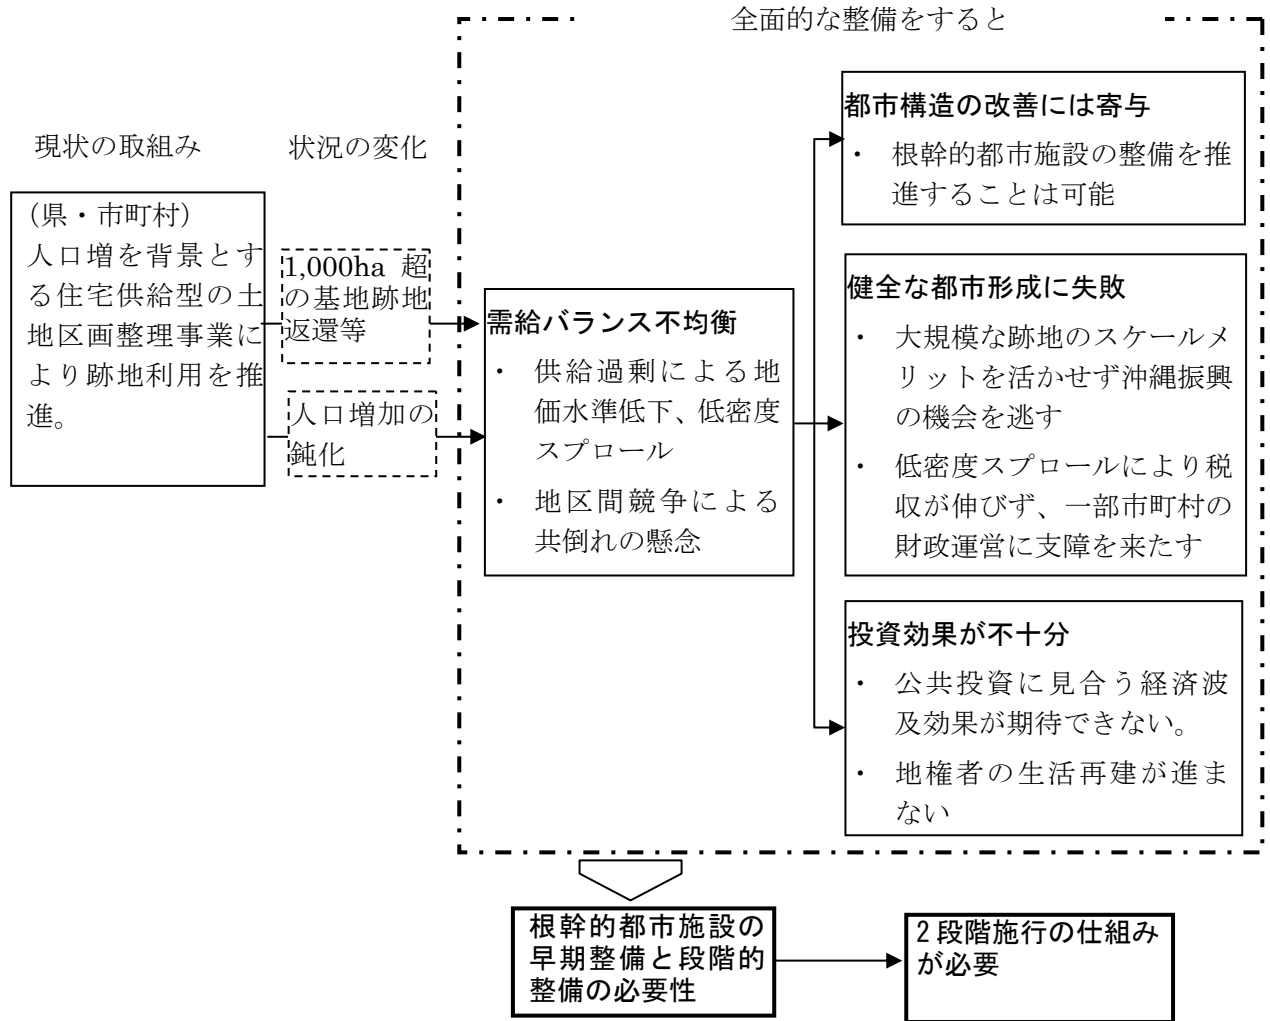 全面的な整備をすると
現状の取組み
状況の変化
（県・市町村）
人口増を背景とす
る住宅供給型の土
地区画整理事業に
より跡地利用を推
進。
1,000ha 超
の基地跡地
返還等
人口増加の
鈍化
需給バランス不均衡
・ 供給過剰による地
価水準低下、低密度
スプロール
・ 地区間競争による
共倒れの懸念
都市構造の改善には寄与
・ 根幹的都市施設の整備を推
進することは可能
健全な都市形成に失敗
・ 大規模な跡地のスケールメ
リットを活かせず沖縄振興
の機会を逃す
・ 低密度スプロールにより税
収が伸びず、一部市町村の
財政運営に支障を来たす
投資効果が不十分
・ 公共投資に見合う経済波
及効果が期待できない。
・ 地権者の生活再建が進ま
ない
根幹的都市施設の
早期整備と段階的
整備の必要性
2段階施行の仕組み
が必要